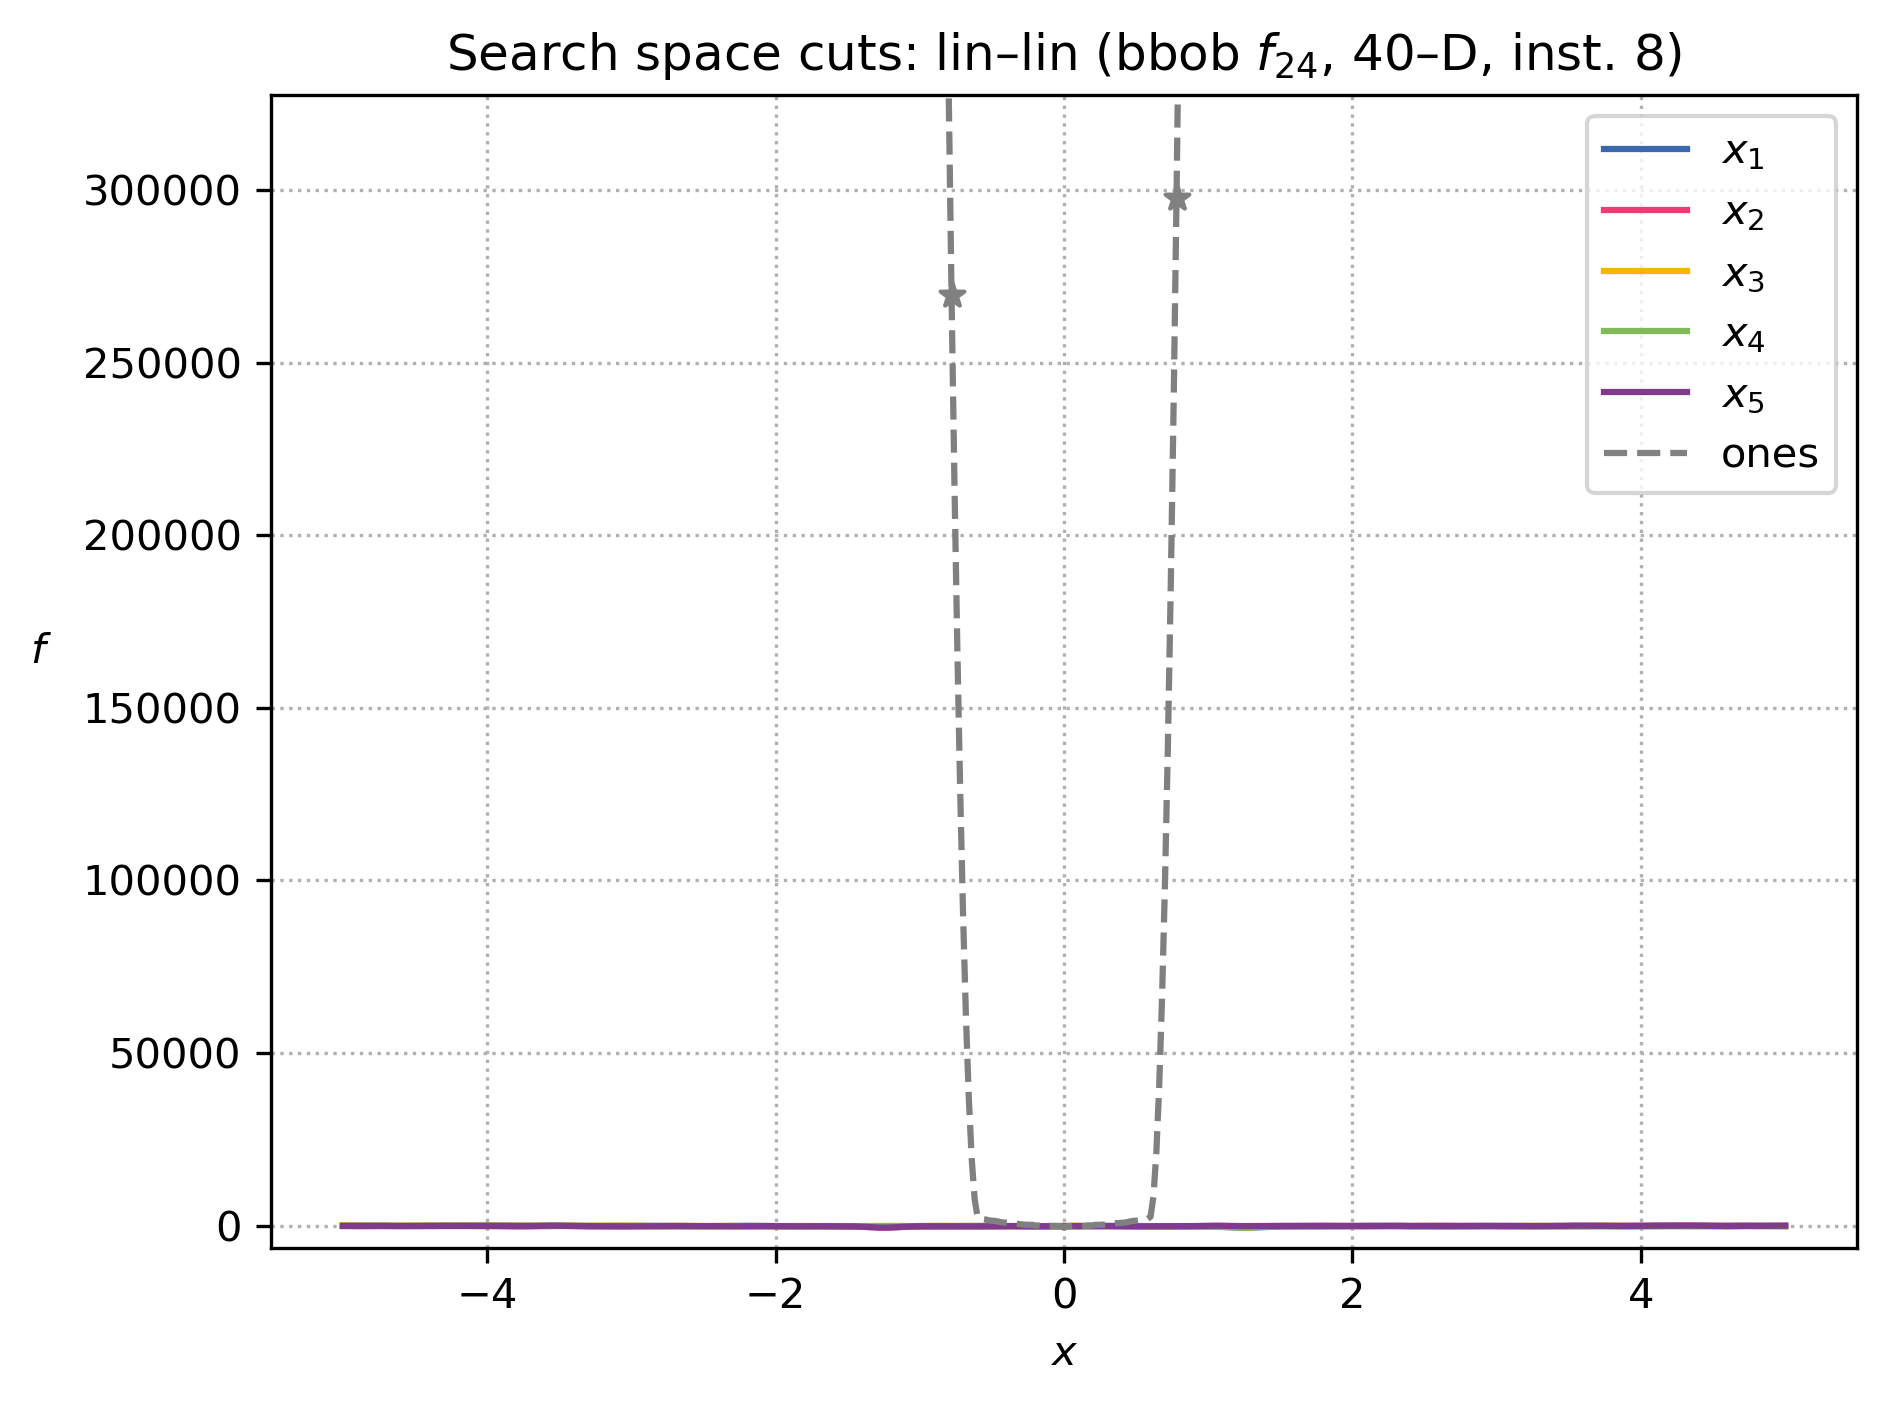 Search space cuts: lin–lin (bbob f₂₄, 40–D, inst. 8)
300000
250000
200000
150000
100000
50000
0
f
−4
−2
0
2
4
x
x₁
x₂
x₃
x₄
x₅
ones